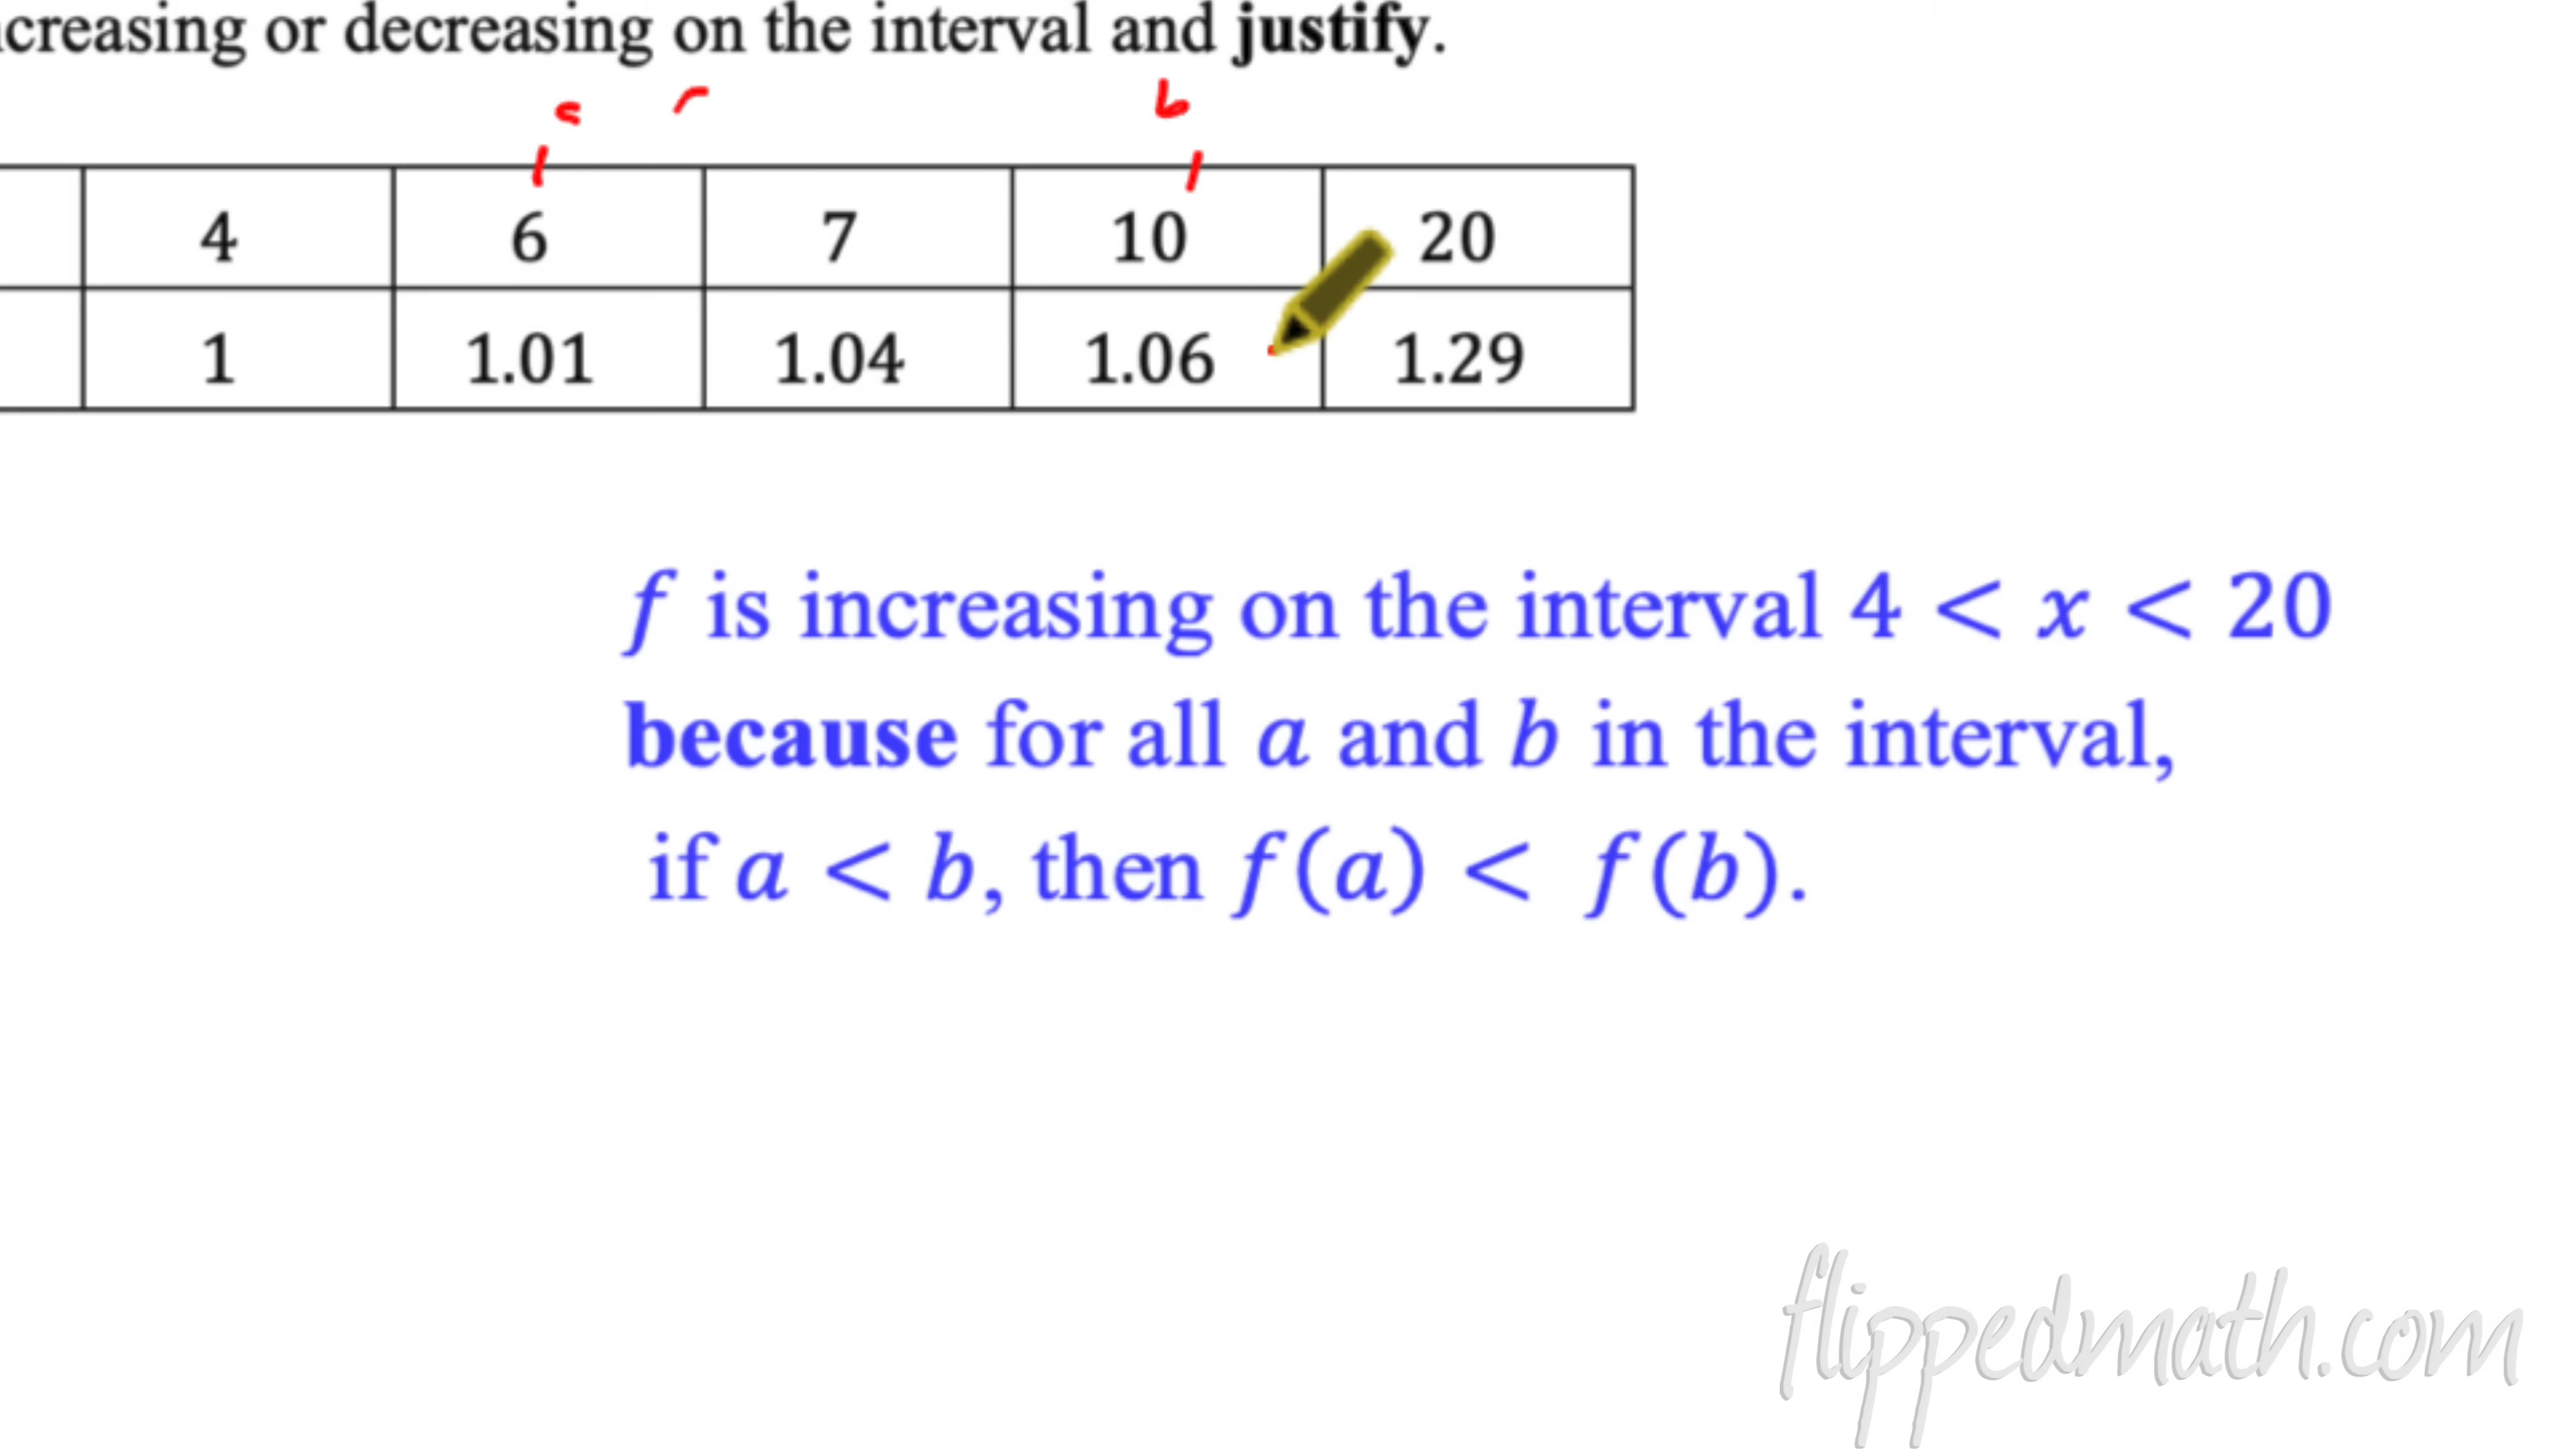 creasing or decreasing on the interval and justify.
b
4 6 7 10 20
1 1.01 1.04 1.06 1.29
f is increasing on the interval 4 < x < 20
because for all a and b in the interval,
if a < b, then f(a) < f(b).
flippedmath.com